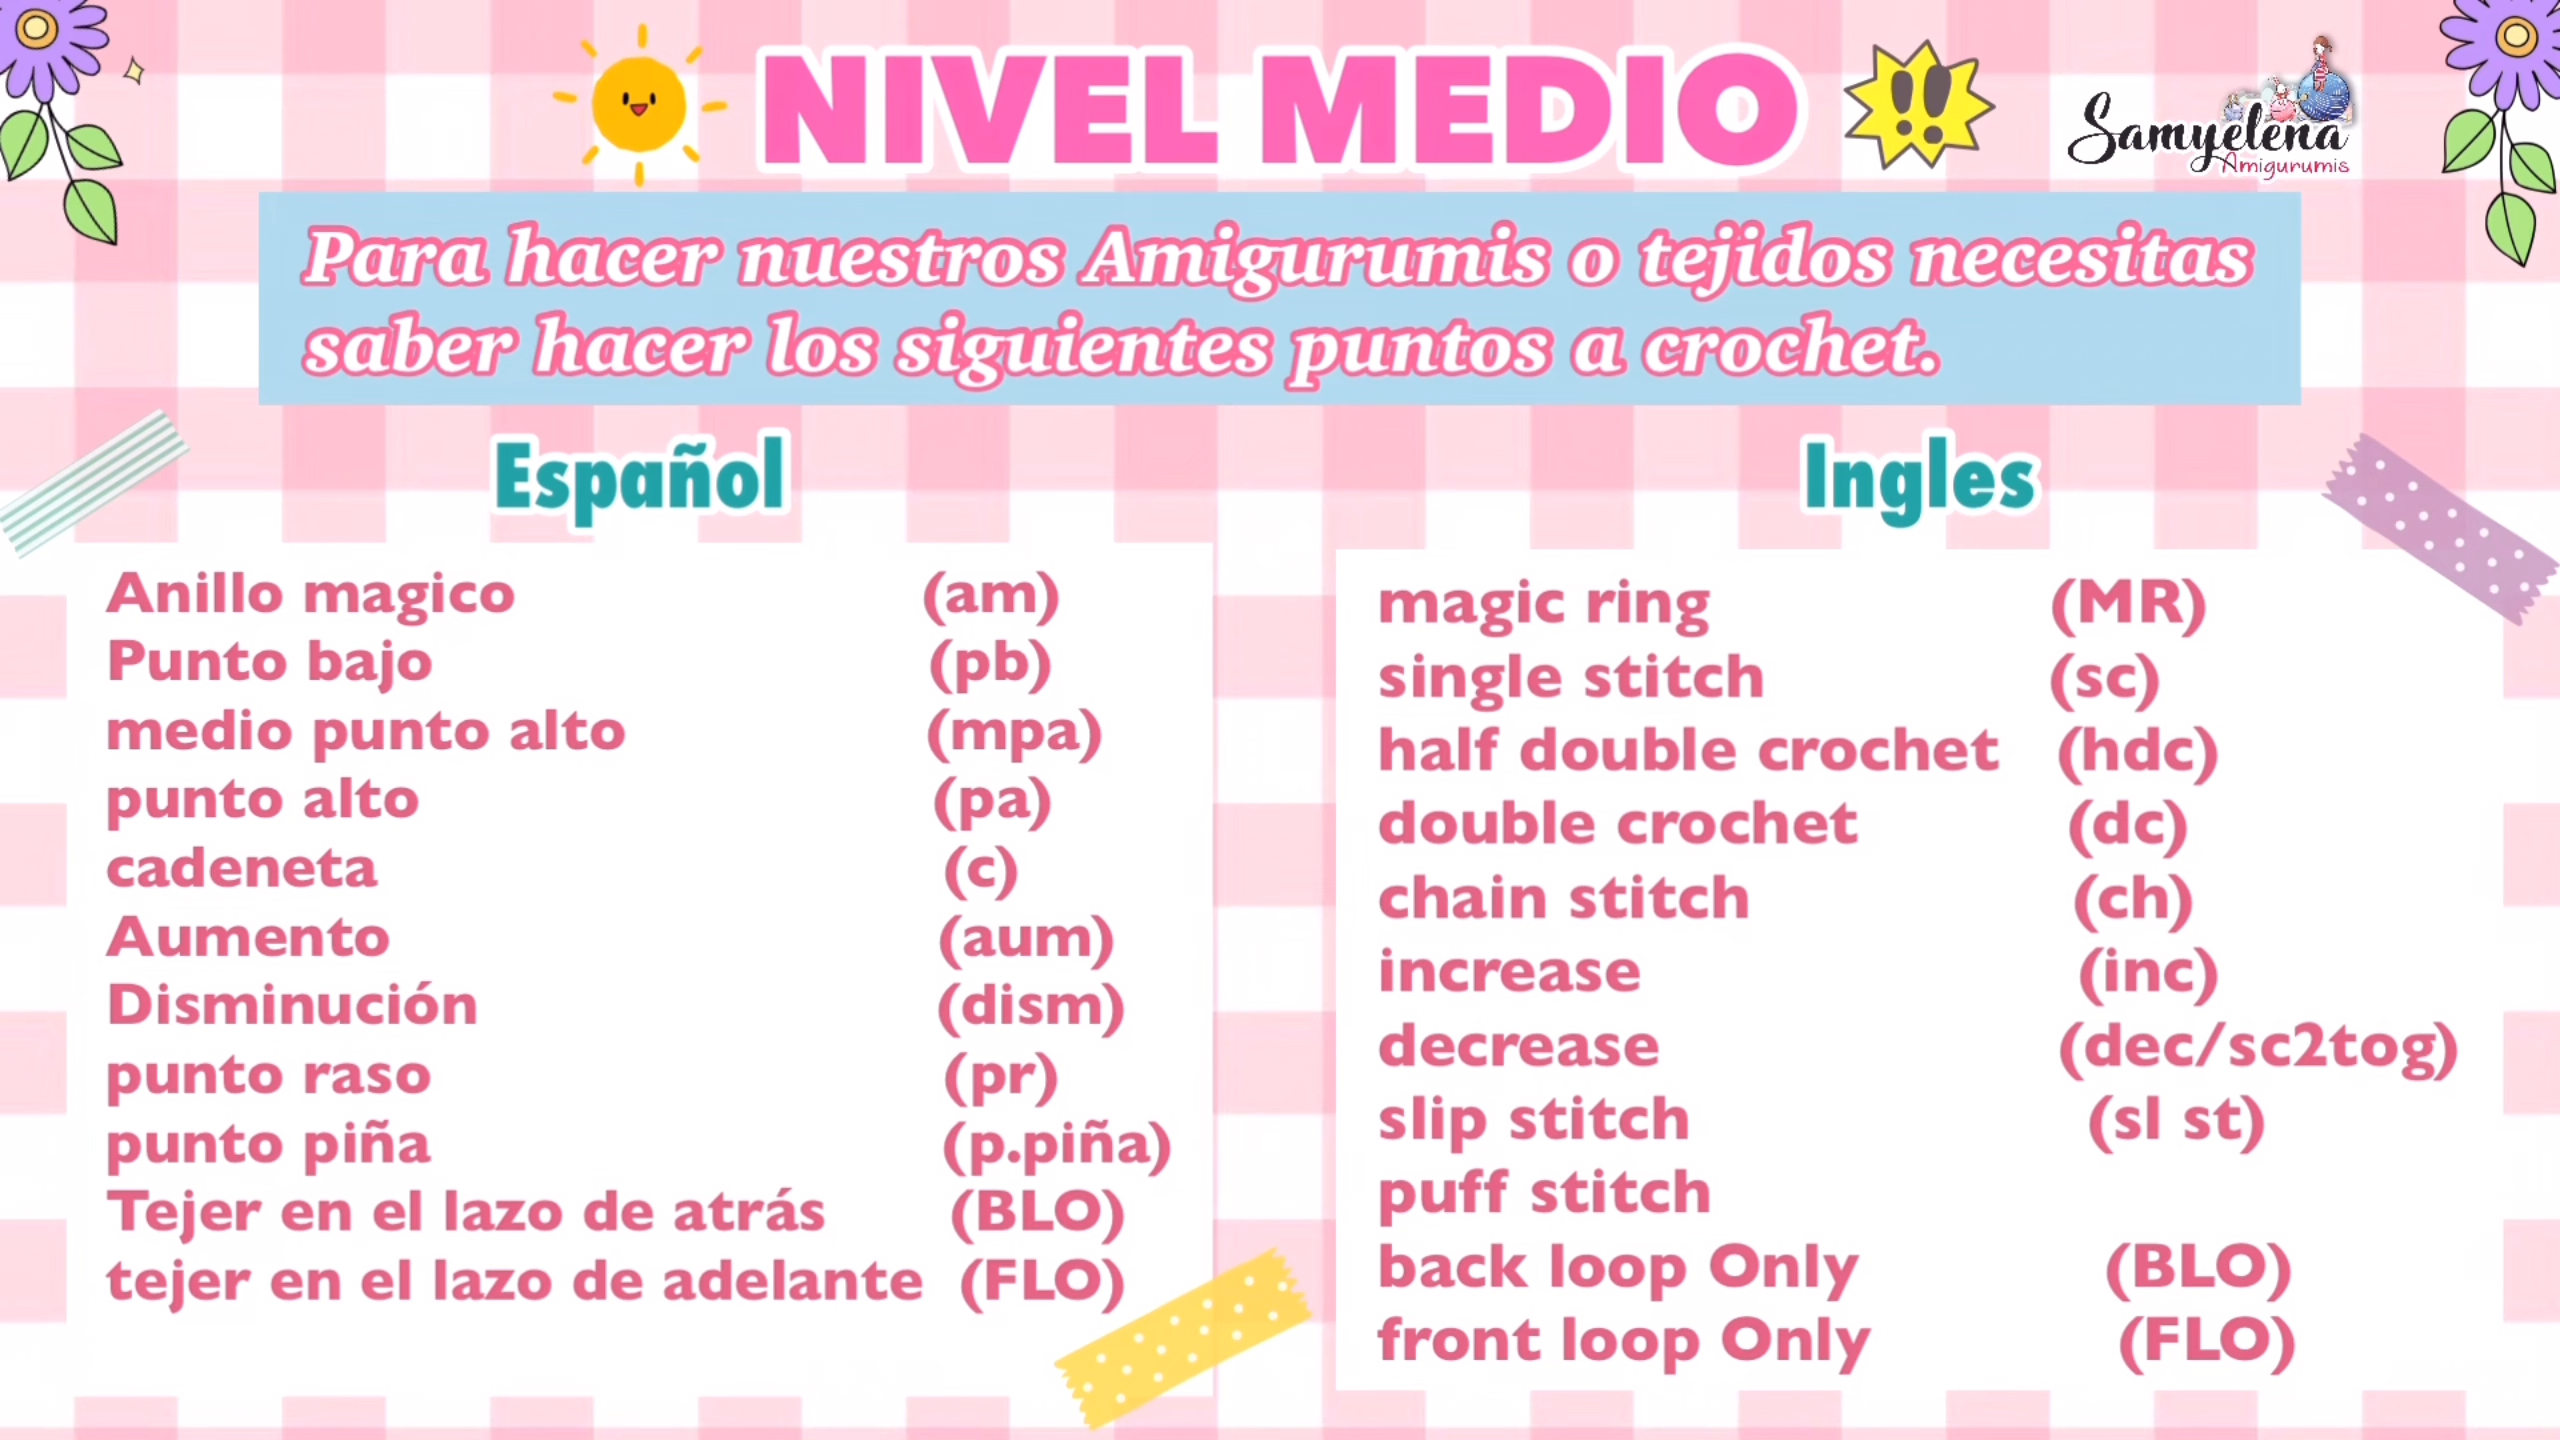 NIVEL MEDIO
Samyelena
Amigurumis
Para hacer nuestros Amigurumis o tejidos necesitas
saber hacer los siguientes puntos a crochet.
Español
Anillo magico (am)
Punto bajo (pb)
medio punto alto (mpa)
punto alto (pa)
cadeneta (c)
Aumento (aum)
Disminución (dism)
punto raso (pr)
punto piña (p.piña)
Tejer en el lazo de atrás (BLO)
tejer en el lazo de adelante (FLO)
Ingles
magic ring (MR)
single stitch (sc)
half double crochet (hdc)
double crochet (dc)
chain stitch (ch)
increase (inc)
decrease (dec/sc2tog)
slip stitch (sl st)
puff stitch
back loop Only (BLO)
front loop Only (FLO)